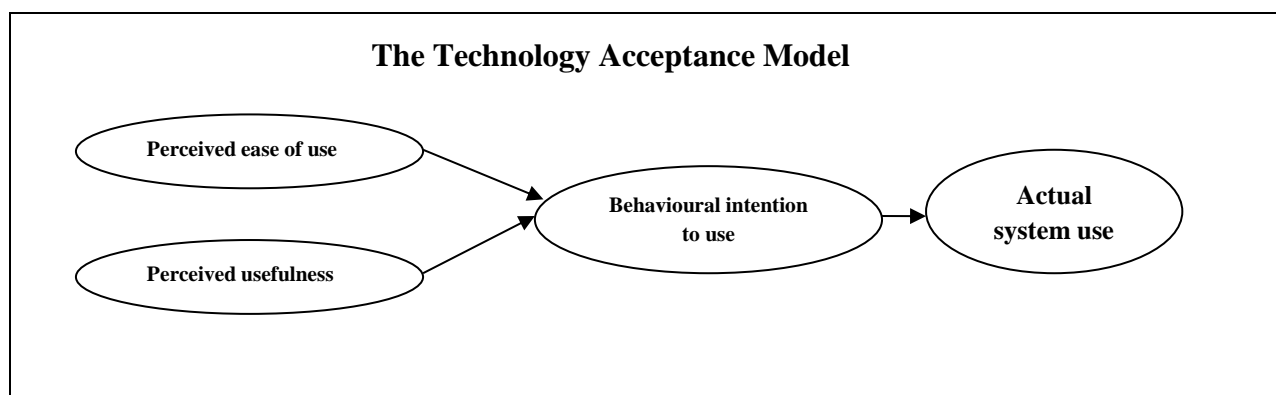 The Technology Acceptance Model
Perceived ease of use
Perceived usefulness
Behavioural intention
to use
Actual
system use